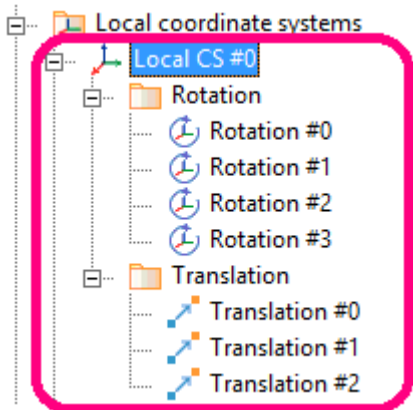 Local coordinate systems
Local CS #0
Rotation
Rotation #0
Rotation #1
Rotation #2
Rotation #3
Translation
Translation #0
Translation #1
Translation #2